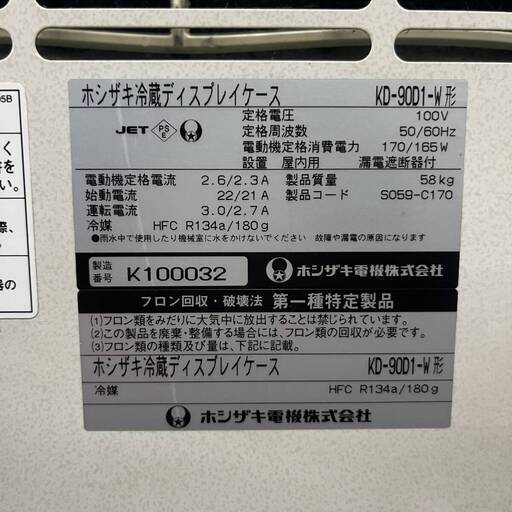 05B
く
害を
い。
際、
器の
ホシザキ冷蔵ディスプレイケース KD-90D1-W形
JET PSE 定格電圧 100V
定格周波数 50/60Hz
電動機定格消費電力 170/165W
設置 屋内用 漏電遮断器付
電動機定格電流 2.6/2.3A 製品質量 58kg
始動電流 22/21A 製品コード S059-C170
運転電流 3.0/2.7A
冷媒 HFC R134a/180g
●雨水中で使用したり機械室に水をかけないでください 故障や漏電の原因になります
製造番号 K100032 ホシザキ電機株式会社
フロン回収・破壊法 第一種特定製品
(1)フロン類をみだりに大気中に放出することは禁じられています。
(2)この製品を廃棄・整備する場合には、フロン類の回収が必要です。
(3)フロン類の種類及び量は、下記に記載。
ホシザキ冷蔵ディスプレイケース KD-90D1-W形
冷媒 HFC R134a/180g
ホシザキ電機株式会社